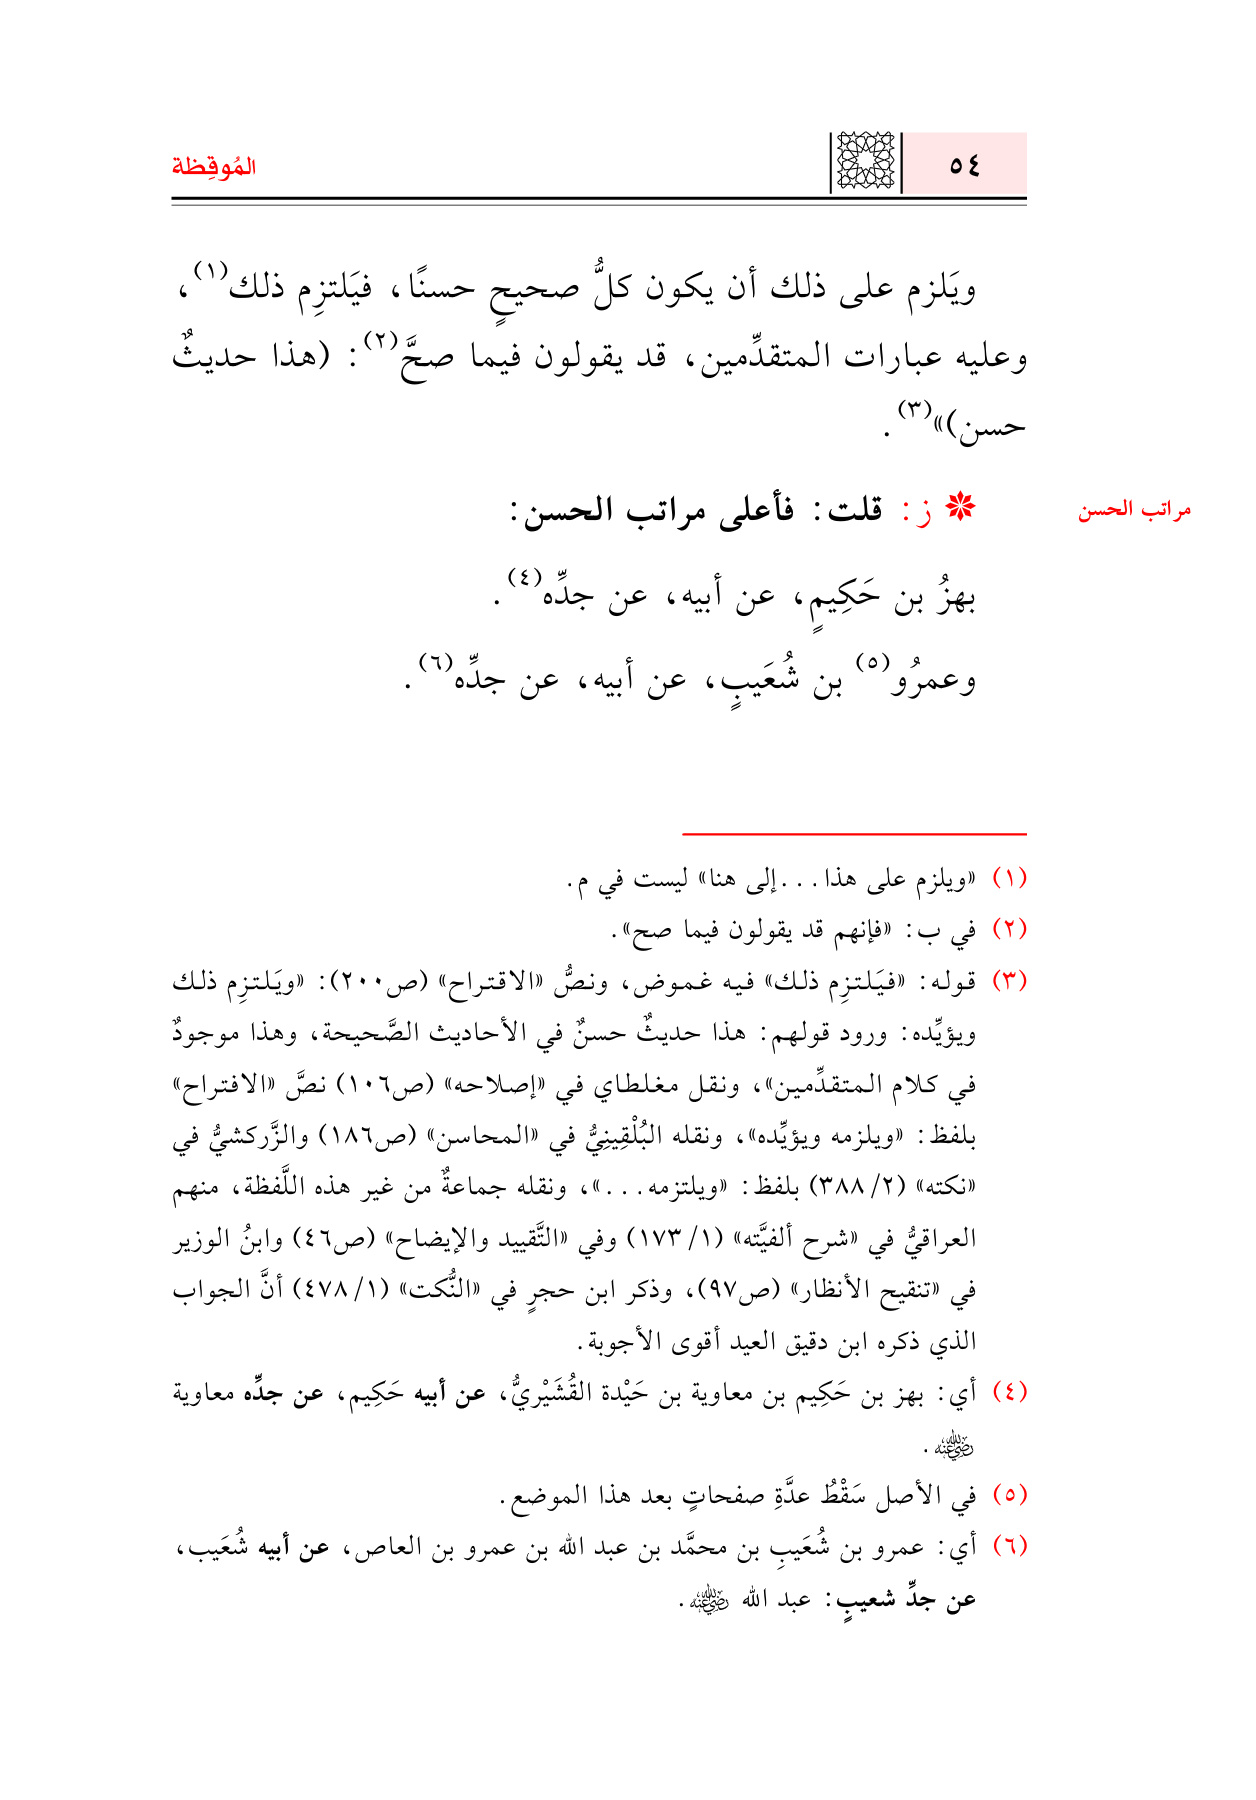 ٥٤
المُوقِظة
ويَلزم على ذلك أن يكون كلُّ صحيحٍ حسنًا، فيَلتزِم ذلك(١)،
وعليه عبارات المتقدِّمين، قد يقولون فيما صحَّ(٢): (هذا حديثٌ
حسن)»(٣).
مراتب الحسن
ز: قلت: فأعلى مراتب الحسن:
بهزُ بن حَكِيمٍ، عن أبيه، عن جدِّه(٤).
وعمرُو(٥) بن شُعَيبٍ، عن أبيه، عن جدِّه(٦).
(١) «ويلزم على هذا...إلى هنا» ليست في م.
(٢) في ب: «فإنهم قد يقولون فيما صح».
(٣) قوله: «فيَلتزِم ذلك» فيه غموض، ونصُّ «الاقتراح» (ص٢٠٠): «ويَلتزِم ذلك
ويؤيِّده: ورود قولهم: هذا حديثٌ حسنٌ في الأحاديث الصَّحيحة، وهذا موجودٌ
في كلام المتقدِّمين»، ونقل مغلطاي في «إصلاحه» (ص١٠٦) نصَّ «الاقتراح»
بلفظ: «ويلزمه ويؤيِّده»، ونقله البُلْقِينِيُّ في «المحاسن» (ص١٨٦) والزَّركشيُّ في
«نكته» (٢/ ٣٨٨) بلفظ: «ويلتزمه...»، ونقله جماعةٌ من غير هذه اللَّفظة، منهم
العراقيُّ في «شرح ألفيَّته» (١/ ١٧٣) وفي «التَّقييد والإيضاح» (ص٤٦) وابنُ الوزير
في «تنقيح الأنظار» (ص٩٧)، وذكر ابن حجرٍ في «النُّكت» (١/ ٤٧٨) أنَّ الجواب
الذي ذكره ابن دقيق العيد أقوى الأجوبة.
(٤) أي: بهز بن حَكِيم بن معاوية بن حَيْدة القُشَيْريُّ، عن أبيه حَكِيم، عن جدِّه معاوية
رضي الله عنه.
(٥) في الأصل سَقْطُ عدَّةِ صفحاتٍ بعد هذا الموضع.
(٦) أي: عمرو بن شُعَيبِ بن محمَّد بن عبد الله بن عمرو بن العاص، عن أبيه شُعَيب،
عن جدِّ شعيبٍ: عبد الله رضي الله عنه.